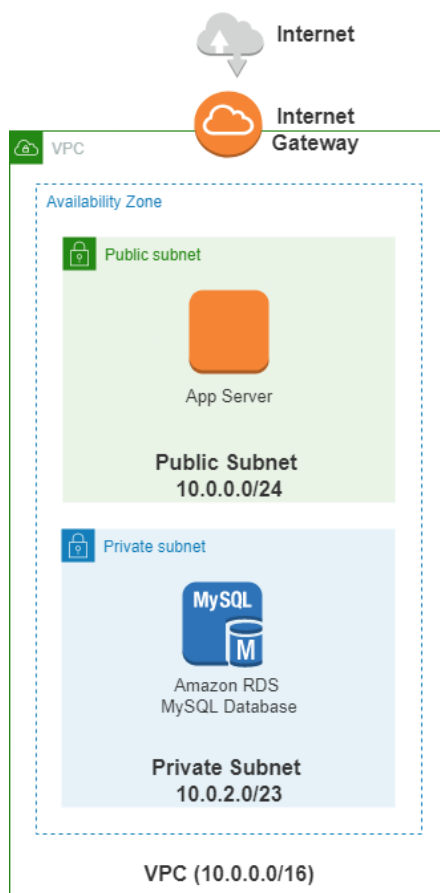 Internet
Internet
Gateway
VPC
Availability Zone
Public subnet
App Server
Public Subnet
10.0.0.0/24
Private subnet
MySQL
M
Amazon RDS
MySQL Database
Private Subnet
10.0.2.0/23
VPC (10.0.0.0/16)